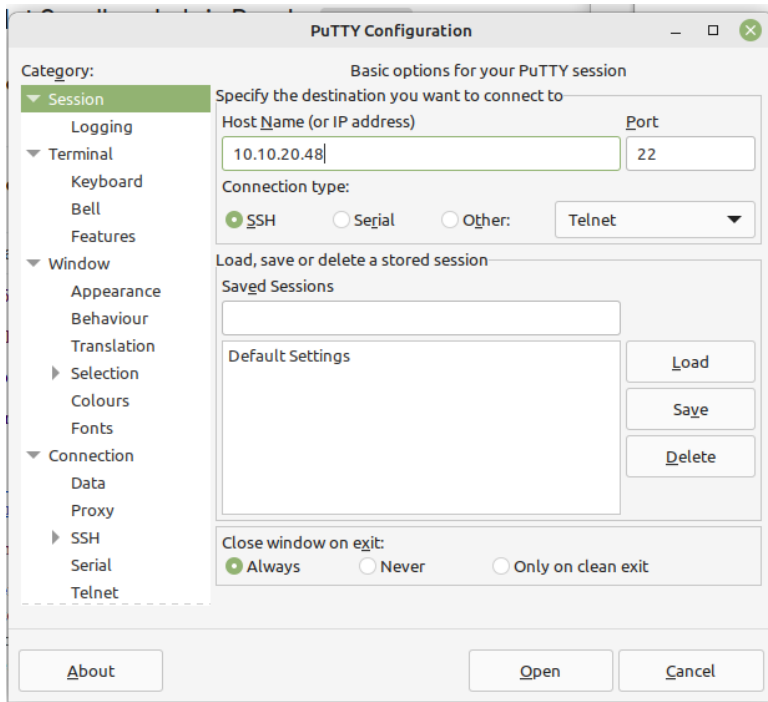 PuTTY Configuration
Category:
Session
Logging
Terminal
Keyboard
Bell
Features
Window
Appearance
Behaviour
Translation
Selection
Colours
Fonts
Connection
Data
Proxy
SSH
Serial
Telnet
Basic options for your PuTTY session
Specify the destination you want to connect to
Host Name (or IP address) Port
10.10.20.48 22
Connection type:
SSH Serial Other: Telnet
Load, save or delete a stored session
Saved Sessions
Default Settings
Load
Save
Delete
Close window on exit:
Always Never Only on clean exit
About Open Cancel